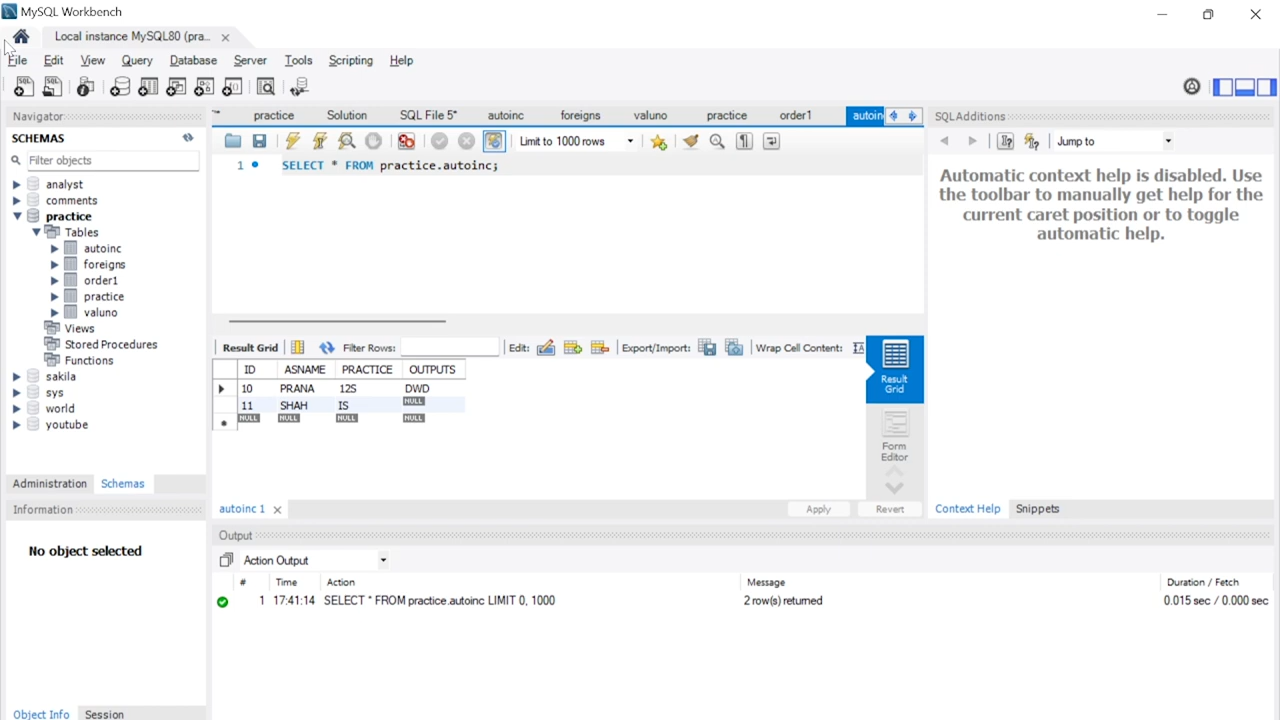 MySQL Workbench
Local instance MySQL80 (pra...
File Edit View Query Database Server Tools Scripting Help
Navigator
SCHEMAS
Filter objects
analyst
comments
practice
Tables
autoinc
foreigns
order1
practice
valuno
Views
Stored Procedures
Functions
sakila
sys
world
youtube
Administration Schemas
Information
No object selected
Object Info Session
practice Solution SQL File 5* autoinc foreigns valuno practice order1 autoin
Limit to 1000 rows
1 SELECT * FROM practice.autoinc;
Result Grid Filter Rows: Edit: Export/Import: Wrap Cell Content:
ID ASNAME PRACTICE OUTPUTS
10 PRANA 12S DWD
11 SHAH IS NULL
NULL NULL NULL NULL
Result
Grid
Form
Editor
autoinc 1 Apply Revert
SQLAdditions
Jump to
Automatic context help is disabled. Use
the toolbar to manually get help for the
current caret position or to toggle
automatic help.
Context Help Snippets
Output
Action Output
# Time Action Message Duration / Fetch
1 17:41:14 SELECT * FROM practice.autoinc LIMIT 0, 1000 2 row(s) returned 0.015 sec / 0.000 sec